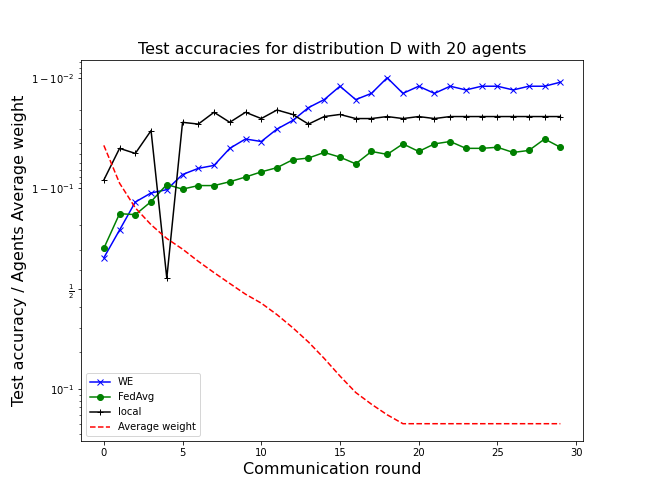 Test accuracies for distribution D with 20 agents
Test accuracy / Agents Average weight
1 − 10⁻²
1 − 10⁻¹
1/2
10⁻¹
WE
FedAvg
local
Average weight
0 5 10 15 20 25 30
Communication round